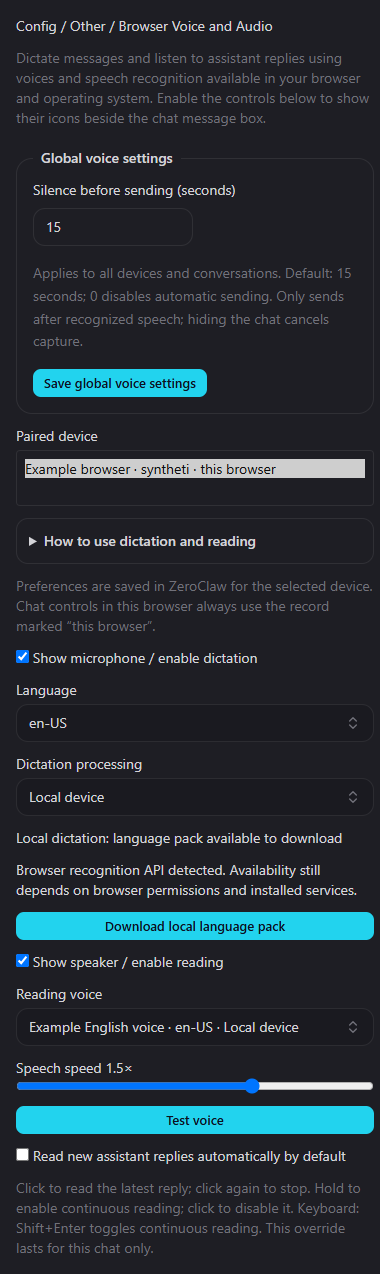 Config / Other / Browser Voice and Audio
Dictate messages and listen to assistant replies using
voices and speech recognition available in your browser
and operating system. Enable the controls below to show
their icons beside the chat message box.
Global voice settings
Silence before sending (seconds)
15
Applies to all devices and conversations. Default: 15
seconds; 0 disables automatic sending. Only sends
after recognized speech; hiding the chat cancels
capture.
Save global voice settings
Paired device
Example browser · syntheti · this browser
How to use dictation and reading
Preferences are saved in ZeroClaw for the selected device.
Chat controls in this browser always use the record
marked “this browser”.
Show microphone / enable dictation
Language
en-US
Dictation processing
Local device
Local dictation: language pack available to download
Browser recognition API detected. Availability still
depends on browser permissions and installed services.
Download local language pack
Show speaker / enable reading
Reading voice
Example English voice · en-US · Local device
Speech speed 1.5×
Test voice
Read new assistant replies automatically by default
Click to read the latest reply; click again to stop. Hold to
enable continuous reading; click to disable it. Keyboard:
Shift+Enter toggles continuous reading. This override
lasts for this chat only.